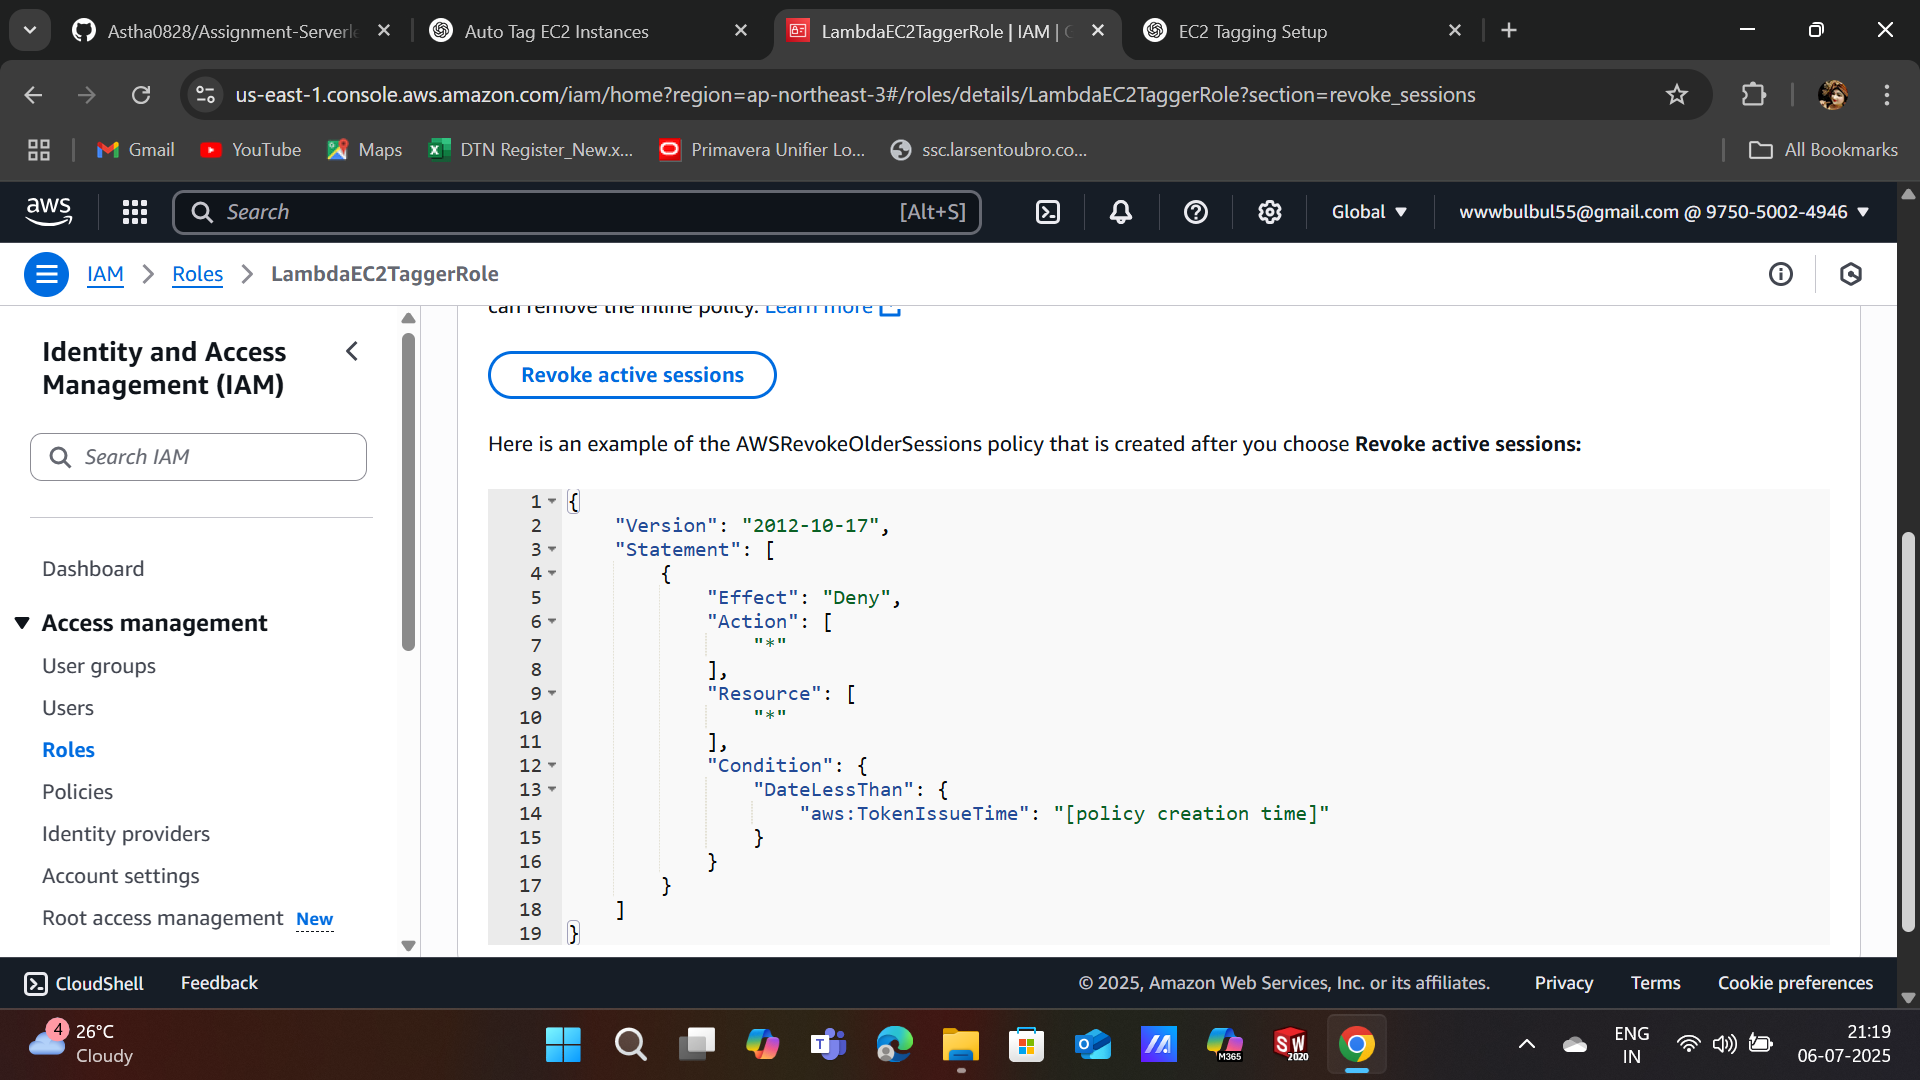 Astha0828/Assignment-Serverle
Auto Tag EC2 Instances
LambdaEC2TaggerRole | IAM |
EC2 Tagging Setup
us-east-1.console.aws.amazon.com/iam/home?region=ap-northeast-3#/roles/details/LambdaEC2TaggerRole?section=revoke_sessions
Gmail
YouTube
Maps
DTN Register_New.x...
Primavera Unifier Lo...
ssc.larsentoubro.co...
All Bookmarks
aws
Search
[Alt+S]
Global
wwwbulbul55@gmail.com @ 9750-5002-4946
IAM
Roles
LambdaEC2TaggerRole
Identity and Access
Management (IAM)
Search IAM
Dashboard
Access management
User groups
Users
Roles
Policies
Identity providers
Account settings
Root access management New
can remove the inline policy. Learn more
Revoke active sessions
Here is an example of the AWSRevokeOlderSessions policy that is created after you choose Revoke active sessions:
1 {
2 "Version": "2012-10-17",
3 "Statement": [
4 {
5 "Effect": "Deny",
6 "Action": [
7 "*"
8 ],
9 "Resource": [
10 "*"
11 ],
12 "Condition": {
13 "DateLessThan": {
14 "aws:TokenIssueTime": "[policy creation time]"
15 }
16 }
17 }
18 ]
19 }
CloudShell
Feedback
© 2025, Amazon Web Services, Inc. or its affiliates.
Privacy
Terms
Cookie preferences
4
26°C
Cloudy
M365
SW
2020
ENG
IN
21:19
06-07-2025